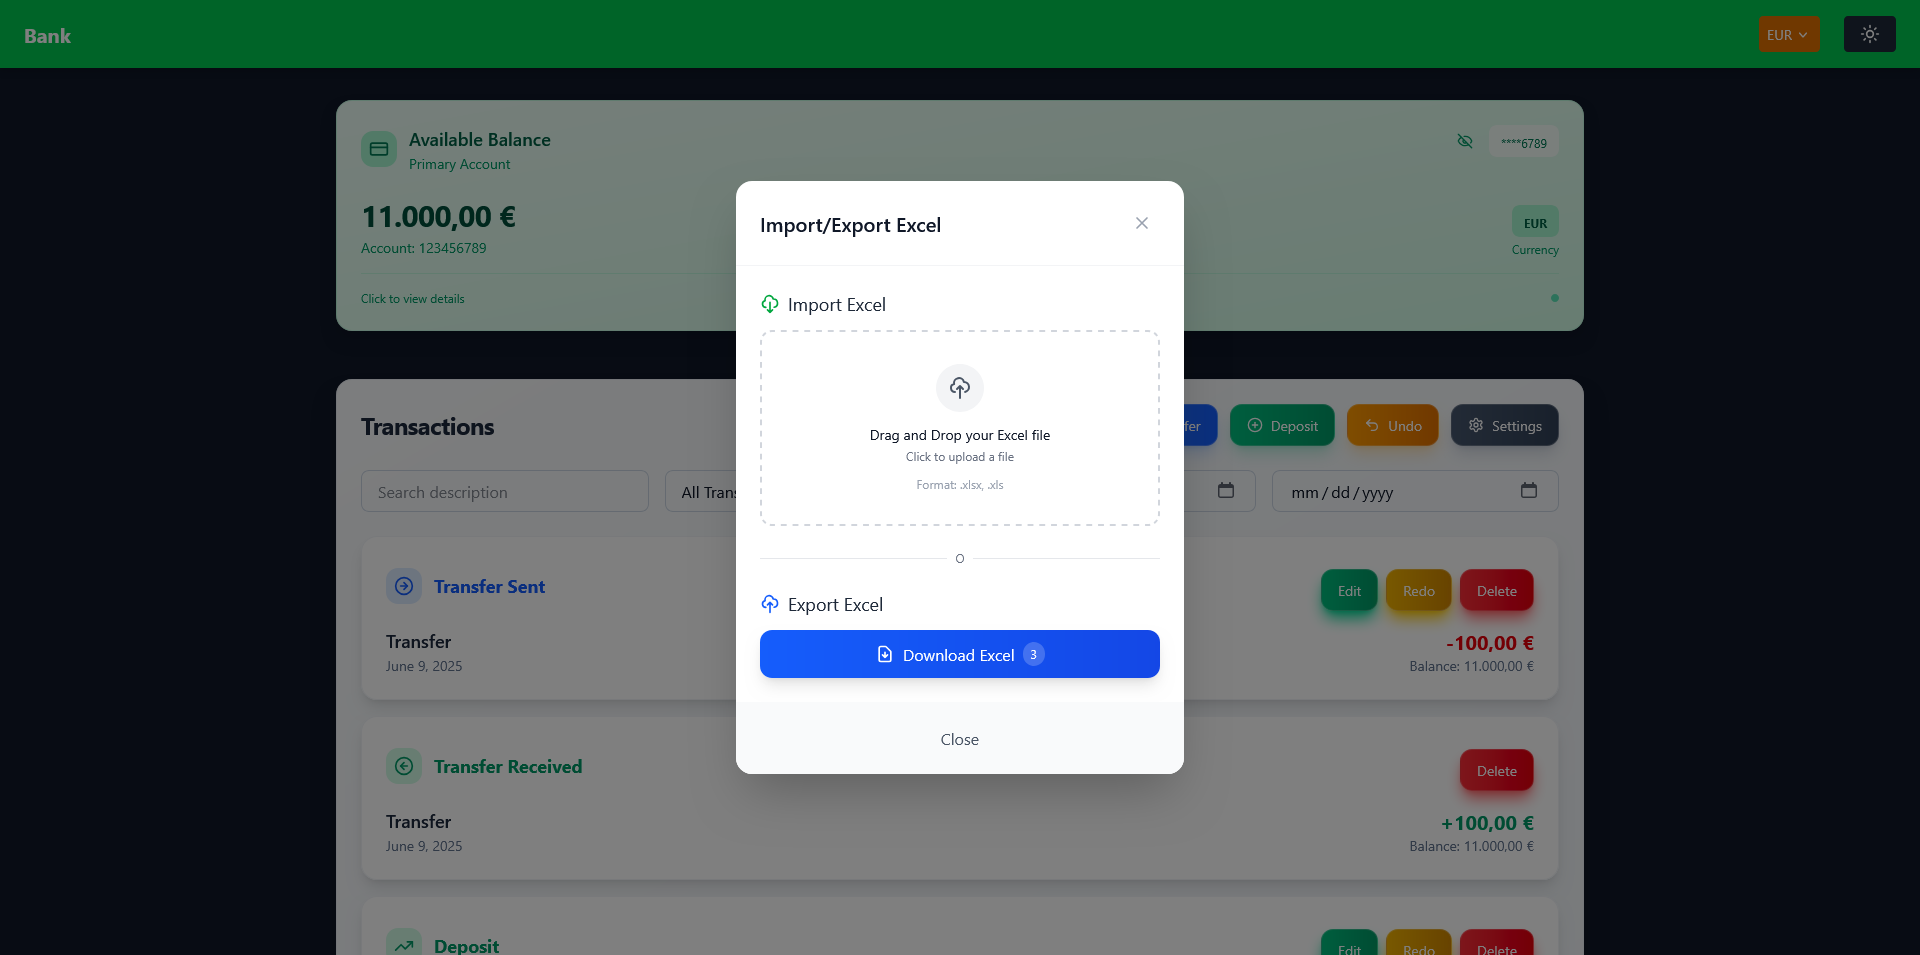 Bank
EUR
Available Balance
Primary Account
****6789
11.000,00 €
Account: 123456789
EUR
Currency
Click to view details
Import/Export Excel
Import Excel
Drag and Drop your Excel file
Click to upload a file
Format: .xlsx, .xls
O
Export Excel
Download Excel 3
Close
Transactions
fer
Deposit
Undo
Settings
Search description
All Trans
mm/dd/yyyy
Transfer Sent
Edit
Redo
Delete
Transfer
-100,00 €
June 9, 2025
Balance: 11.000,00 €
Transfer Received
Delete
Transfer
+100,00 €
June 9, 2025
Balance: 11.000,00 €
Deposit
Edit
Redo
Delete